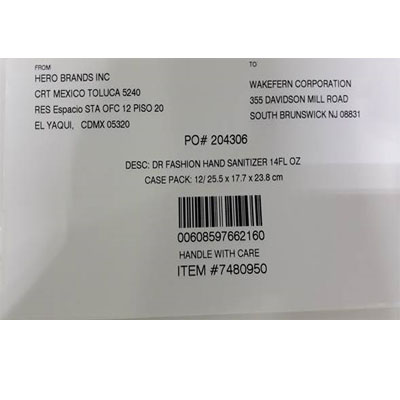 FROM
HERO BRANDS INC
CRT MEXICO TOLUCA 5240
RES Espacio STA OFC 12 PISO 20
EL YAQUI, CDMX 05320
TO
WAKEFERN CORPORATION
355 DAVIDSON MILL ROAD
SOUTH BRUNSWICK NJ 08831
PO# 204306
DESC: DR FASHION HAND SANITIZER 14FL OZ
CASE PACK: 12/ 25.5 x 17.7 x 23.8 cm
00608597662160
HANDLE WITH CARE
ITEM #7480950